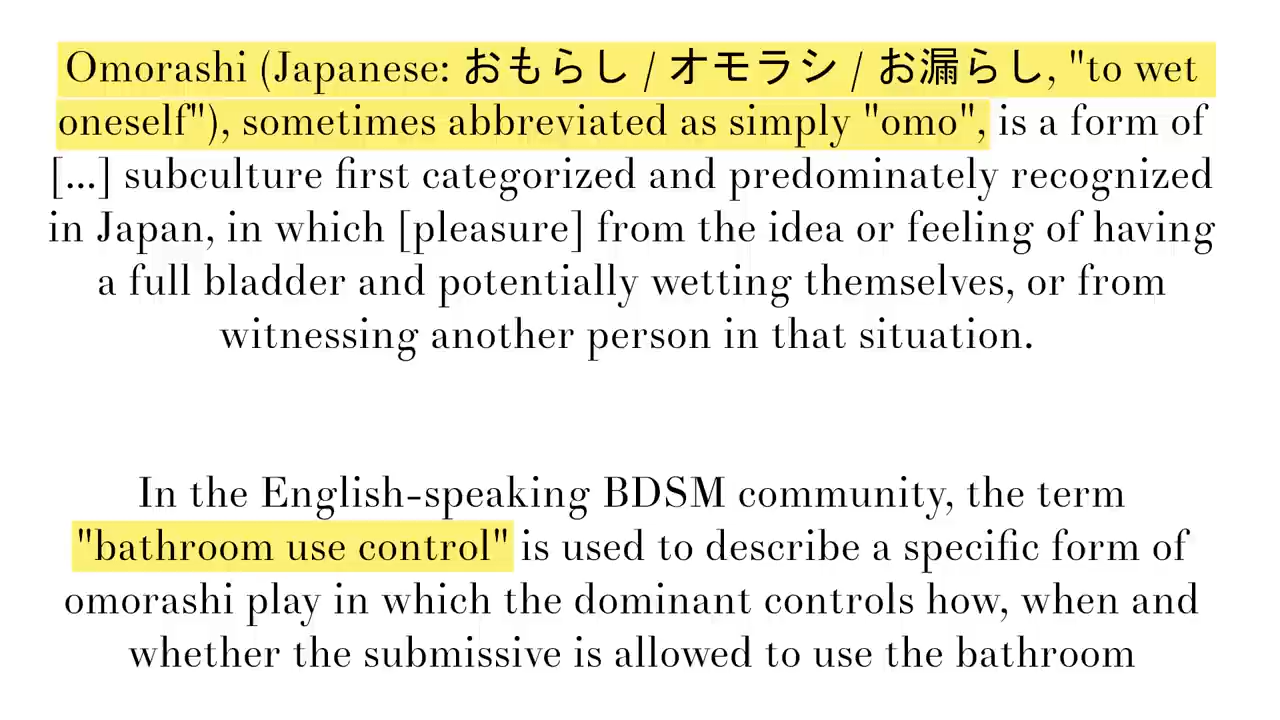 Omorashi (Japanese: おもらし / オモラシ / お漏らし, "to wet
oneself"), sometimes abbreviated as simply "omo", is a form of
[...] subculture first categorized and predominately recognized
in Japan, in which [pleasure] from the idea or feeling of having
a full bladder and potentially wetting themselves, or from
witnessing another person in that situation.
In the English-speaking BDSM community, the term
"bathroom use control" is used to describe a specific form of
omorashi play in which the dominant controls how, when and
whether the submissive is allowed to use the bathroom